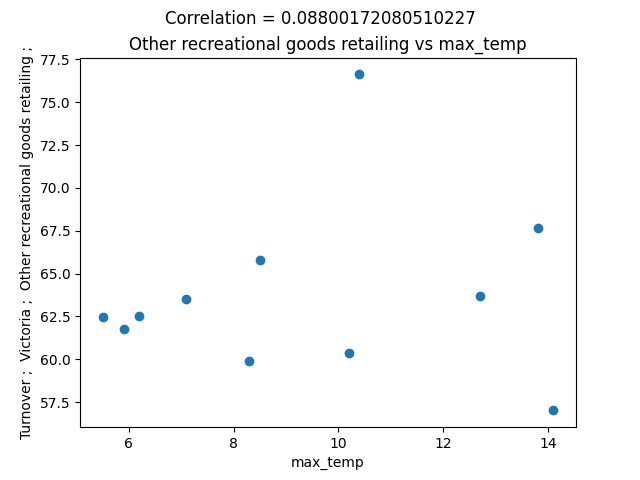 Correlation = 0.08800172080510227
Other recreational goods retailing vs max_temp
Turnover ;  Victoria ;  Other recreational goods retailing ;
77.5
75.0
72.5
70.0
67.5
65.0
62.5
60.0
57.5
6 8 10 12 14
max_temp